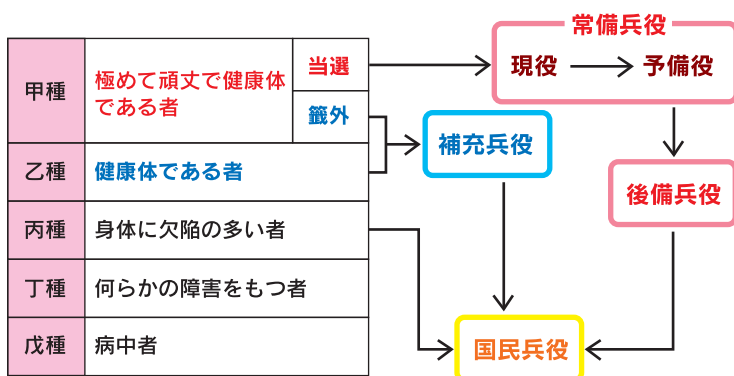 常備兵役
現役
予備役
甲種
極めて頑丈で健康体
である者
当選
籤外
補充兵役
乙種
健康体である者
後備兵役
丙種
身体に欠陥の多い者
丁種
何らかの障害をもつ者
戊種
病中者
国民兵役